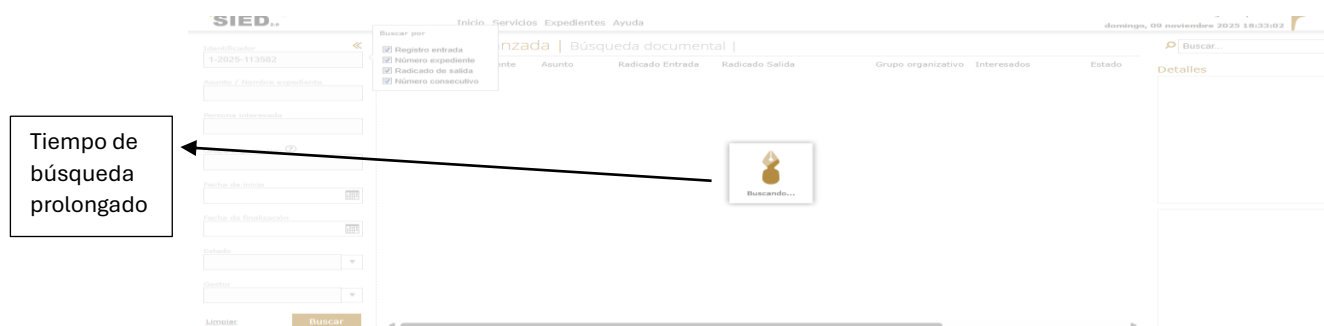 SIED..
Inicio Servicios Expedientes Ayuda
domingo, 09 noviembre 2025 18:33:02
Buscar por
Registro entrada
Número expediente
Radicado de salida
Número consecutivo
Identificador
1-2025-113502
nzada | Búsqueda documental |
Buscar...
nte Asunto Radicado Entrada Radicado Salida Grupo organizativo Interesados Estado
Detalles
Asunto / Nombre expediente
Persona interesada
Tiempo de
búsqueda
prolongado
Buscando...
Fecha de inicio
Fecha de finalización
Estado
Gestor
Limpiar Buscar